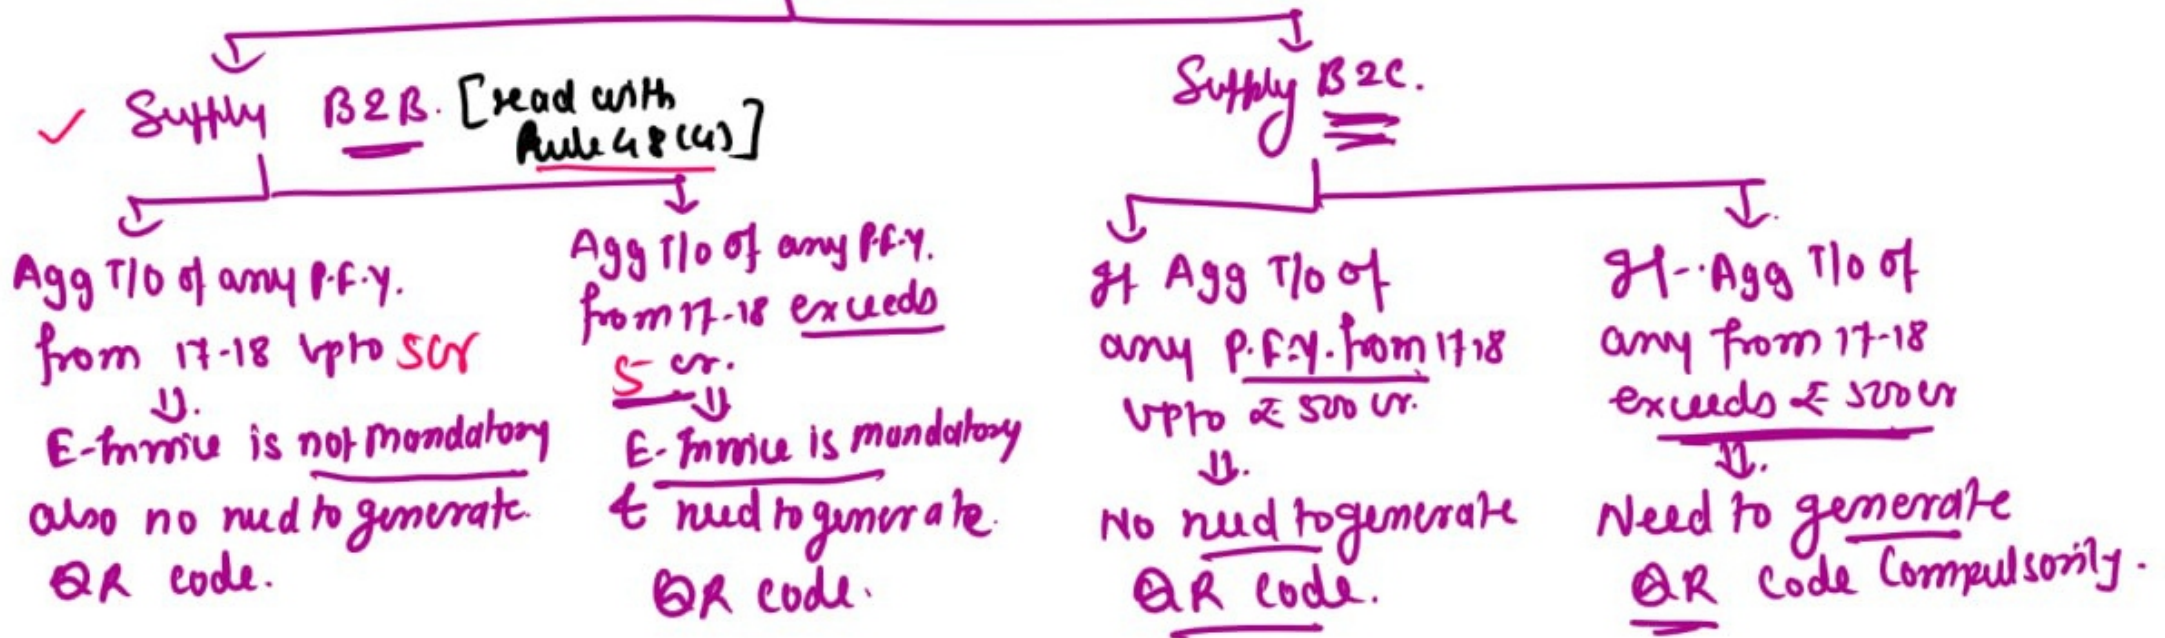 Supply B2B. [read with
Rule 48(4)]
Agg T/O of any P.F.Y.
from 17-18 upto 5cr
E-Invoice is not mandatory
also no need to generate
QR code.
Agg T/O of any P.F.Y.
from 17-18 exceeds
5 cr.
E-Invoice is mandatory
& need to generate.
QR code.
Supply B2C.
If Agg T/O of
any P.F.Y. from 17 18
upto ₹ 500 cr.
No need to generate
QR code.
If Agg T/O of
any from 17-18
exceeds ₹ 500 cr
Need to generate
QR code Compulsorily.